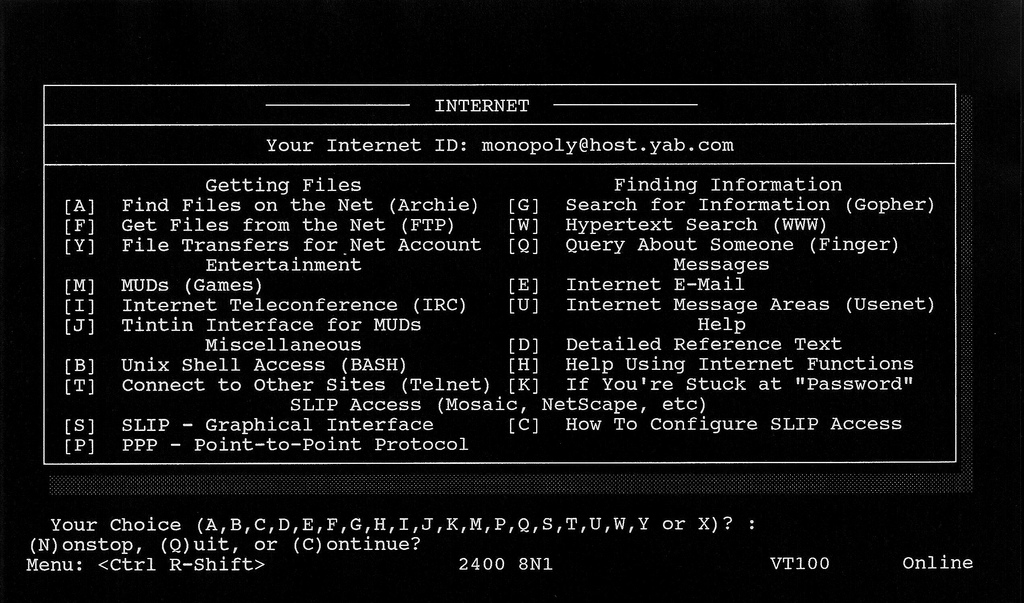 INTERNET
Your Internet ID: monopoly@host.yab.com
Getting Files Finding Information
[A] Find Files on the Net (Archie) [G] Search for Information (Gopher)
[F] Get Files from the Net (FTP) [W] Hypertext Search (WWW)
[Y] File Transfers for Net Account [Q] Query About Someone (Finger)
Entertainment Messages
[M] MUDs (Games) [E] Internet E-Mail
[I] Internet Teleconference (IRC) [U] Internet Message Areas (Usenet)
[J] Tintin Interface for MUDs Help
Miscellaneous [D] Detailed Reference Text
[B] Unix Shell Access (BASH) [H] Help Using Internet Functions
[T] Connect to Other Sites (Telnet) [K] If You're Stuck at "Password"
SLIP Access (Mosaic, NetScape, etc)
[S] SLIP - Graphical Interface [C] How To Configure SLIP Access
[P] PPP - Point-to-Point Protocol
Your Choice (A,B,C,D,E,F,G,H,I,J,K,M,P,Q,S,T,U,W,Y or X)? :
(N)onstop, (Q)uit, or (C)ontinue?
Menu: <Ctrl R-Shift> 2400 8N1 VT100 Online